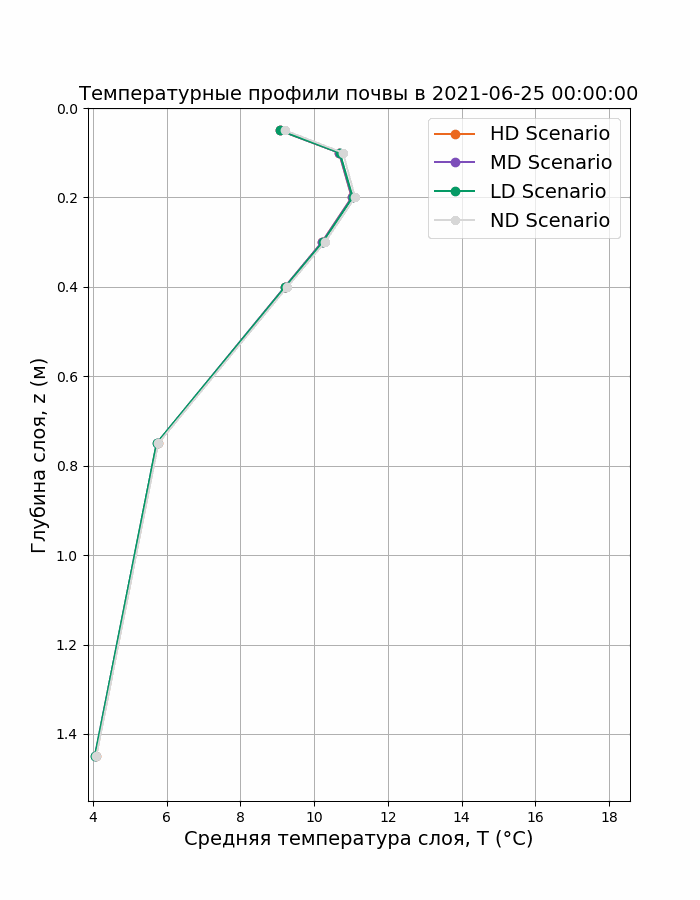 Температурные профили почвы в 2021-06-25 00:00:00
HD Scenario
MD Scenario
LD Scenario
ND Scenario
0.0
0.2
0.4
0.6
0.8
1.0
1.2
1.4
Глубина слоя, z (м)
4 6 8 10 12 14 16 18
Средняя температура слоя, T (°C)